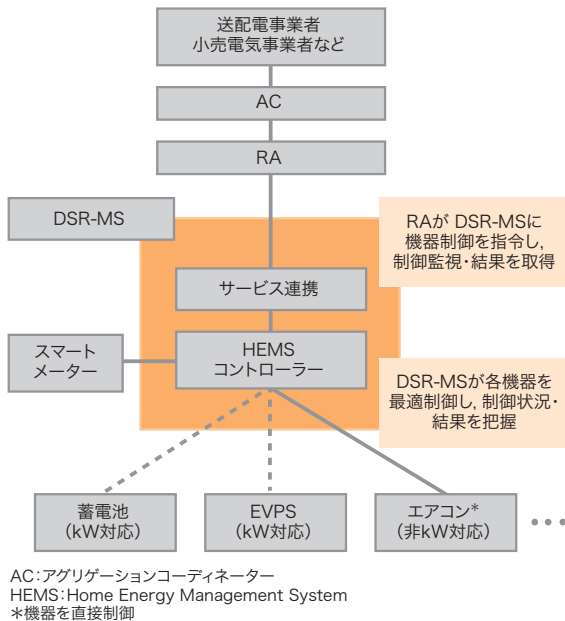 送配電事業者
小売電気事業者など
AC
RA
DSR-MS
RAが DSR-MSに
機器制御を指令し,
制御監視・結果を取得
サービス連携
スマート
メーター
HEMS
コントローラー
DSR-MSが各機器を
最適制御し, 制御状況・
結果を把握
蓄電池
（kW対応）
EVPS
（kW対応）
エアコン*
（非kW対応）
•••
AC：アグリゲーションコーディネーター
HEMS：Home Energy Management System
*機器を直接制御